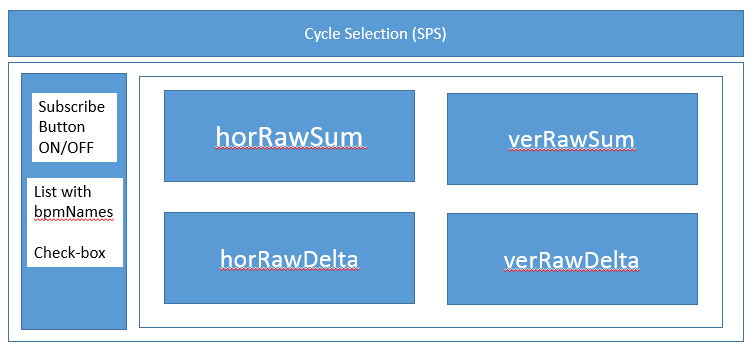 Cycle Selection (SPS)
Subscribe
Button
ON/OFF
List with
bpmNames
Check-box
horRawSum
verRawSum
horRawDelta
verRawDelta